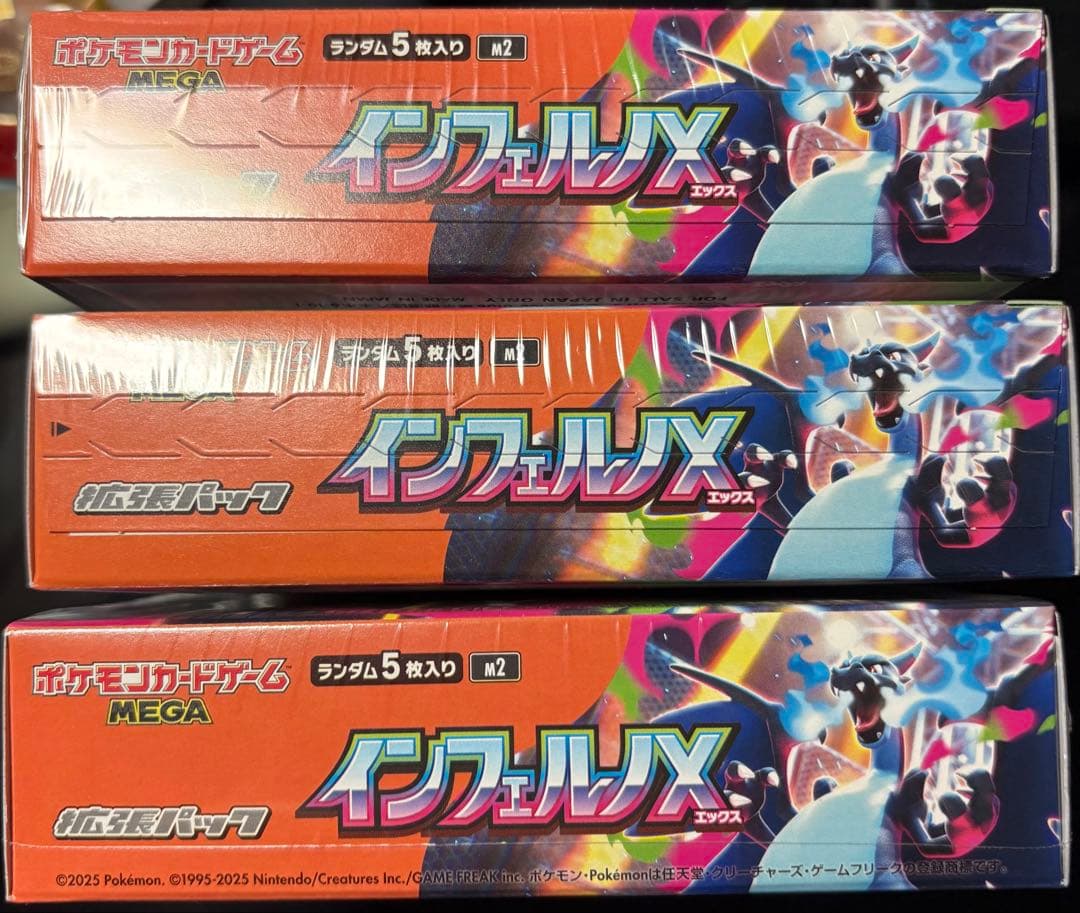 ポケモンカードゲーム
MEGA
ランダム5枚入り
M2
インフェルノX
エックス
FOR SALE IN JAPAN ONLY MADE IN JAPAN
ランダム5枚入り
M2
MEGA
インフェルノX
エックス
拡張パック
ポケモンカードゲーム
MEGA
ランダム5枚入り
M2
インフェルノX
エックス
拡張パック
©2025 Pokémon. ©1995-2025 Nintendo/Creatures Inc./GAME FREAK inc. ポケモン・Pokémonは任天堂・クリーチャーズ・ゲームフリークの登録商標です。